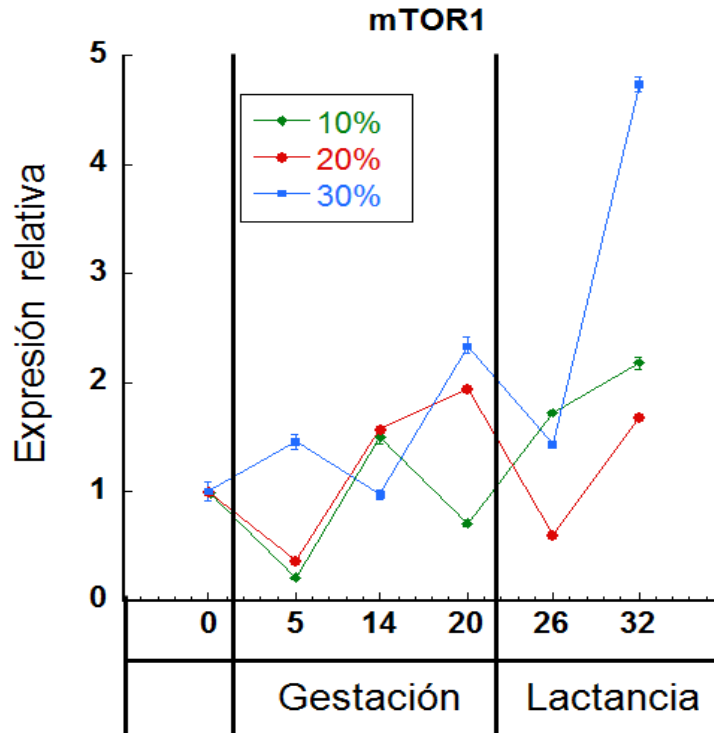 mTOR1
5
4
3
2
1
0
Expresión relativa
10%
20%
30%
0 5 14 20 26 32
Gestación Lactancia